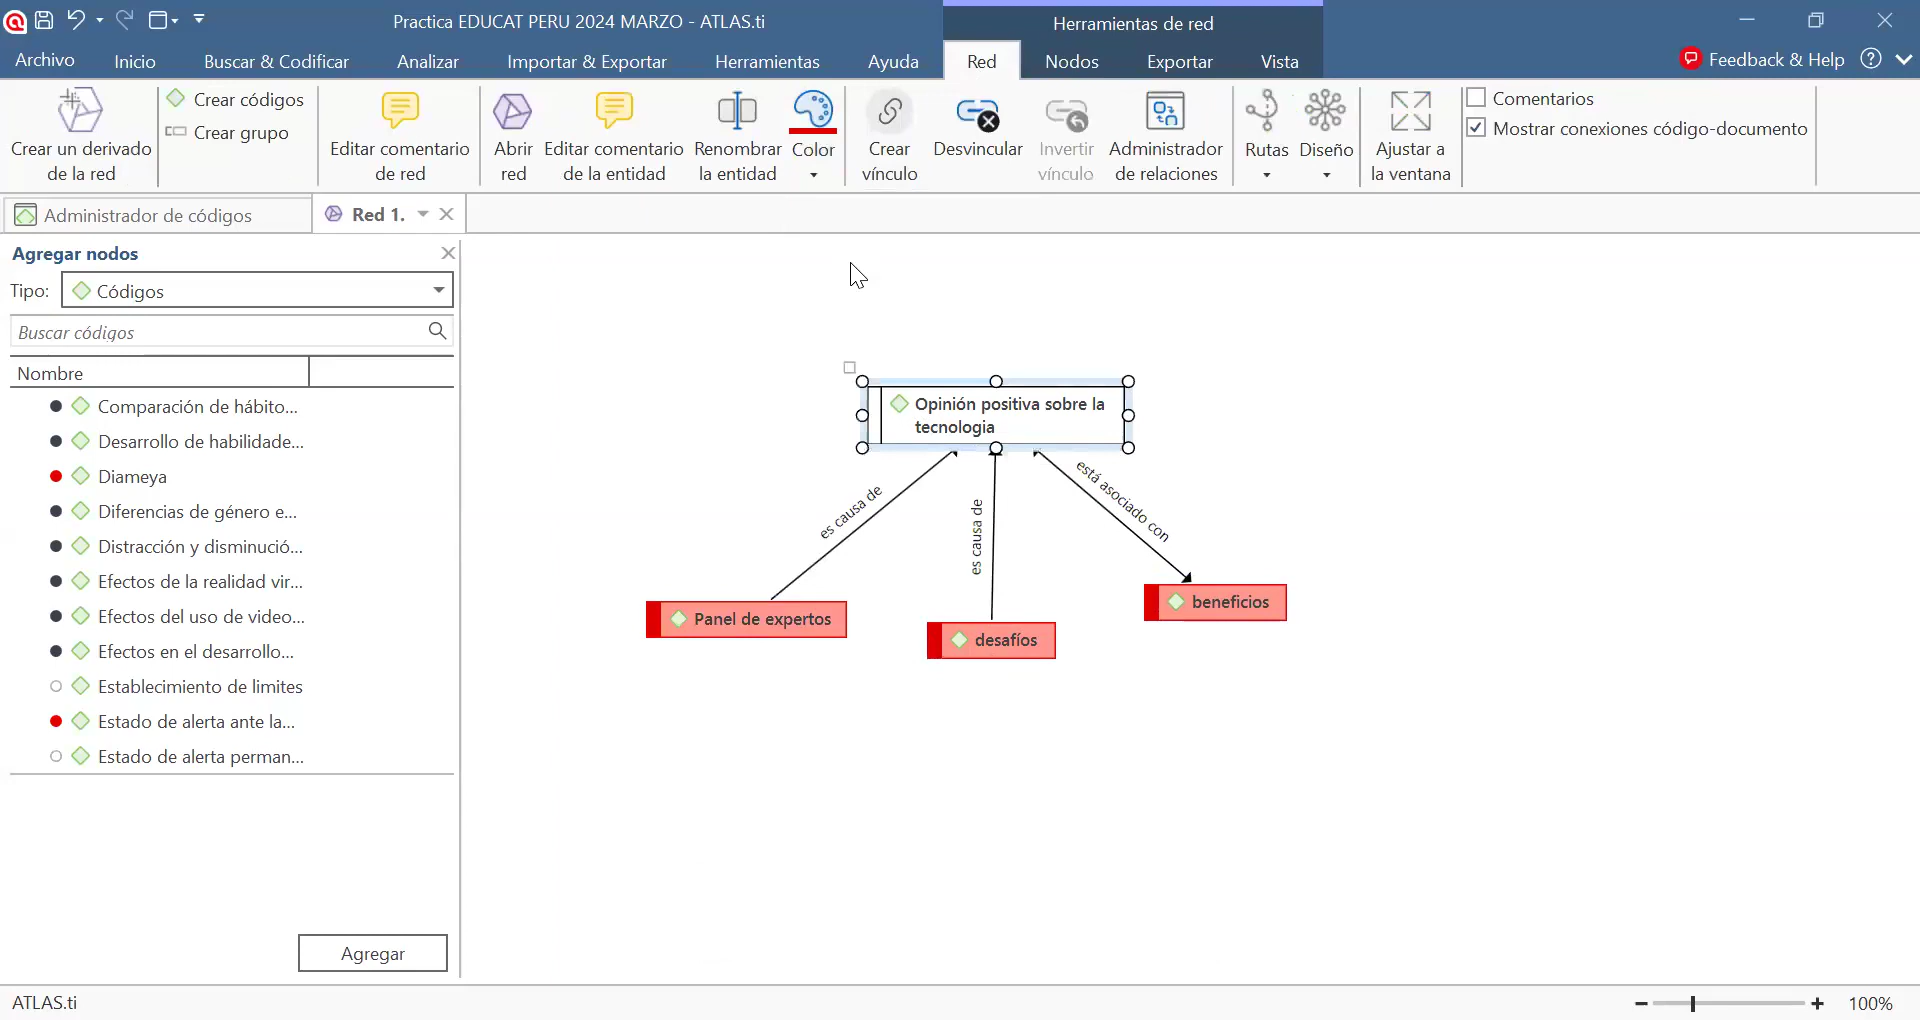 Practica EDUCAT PERU 2024 MARZO - ATLAS.ti
Herramientas de red
Archivo
Inicio
Buscar & Codificar
Analizar
Importar & Exportar
Herramientas
Ayuda
Red
Nodos
Exportar
Vista
Feedback & Help
Crear un derivado
de la red
Crear códigos
Crear grupo
Editar comentario
de red
Abrir
red
Editar comentario
de la entidad
Renombrar
la entidad
Color
Crear
vínculo
Desvincular
Invertir
vínculo
Administrador
de relaciones
Rutas
Diseño
Ajustar a
la ventana
Comentarios
Mostrar conexiones código-documento
Administrador de códigos
Red 1.
Agregar nodos
Tipo:
Códigos
Buscar códigos
Nombre
Comparación de hábito...
Desarrollo de habilidade...
Diameya
Diferencias de género e...
Distracción y disminució...
Efectos de la realidad vir...
Efectos del uso de video...
Efectos en el desarrollo...
Establecimiento de limites
Estado de alerta ante la...
Estado de alerta perman...
Agregar
Opinión positiva sobre la
tecnologia
es causa de
es causa de
está asociado con
Panel de expertos
desafíos
beneficios
ATLAS.ti
100%